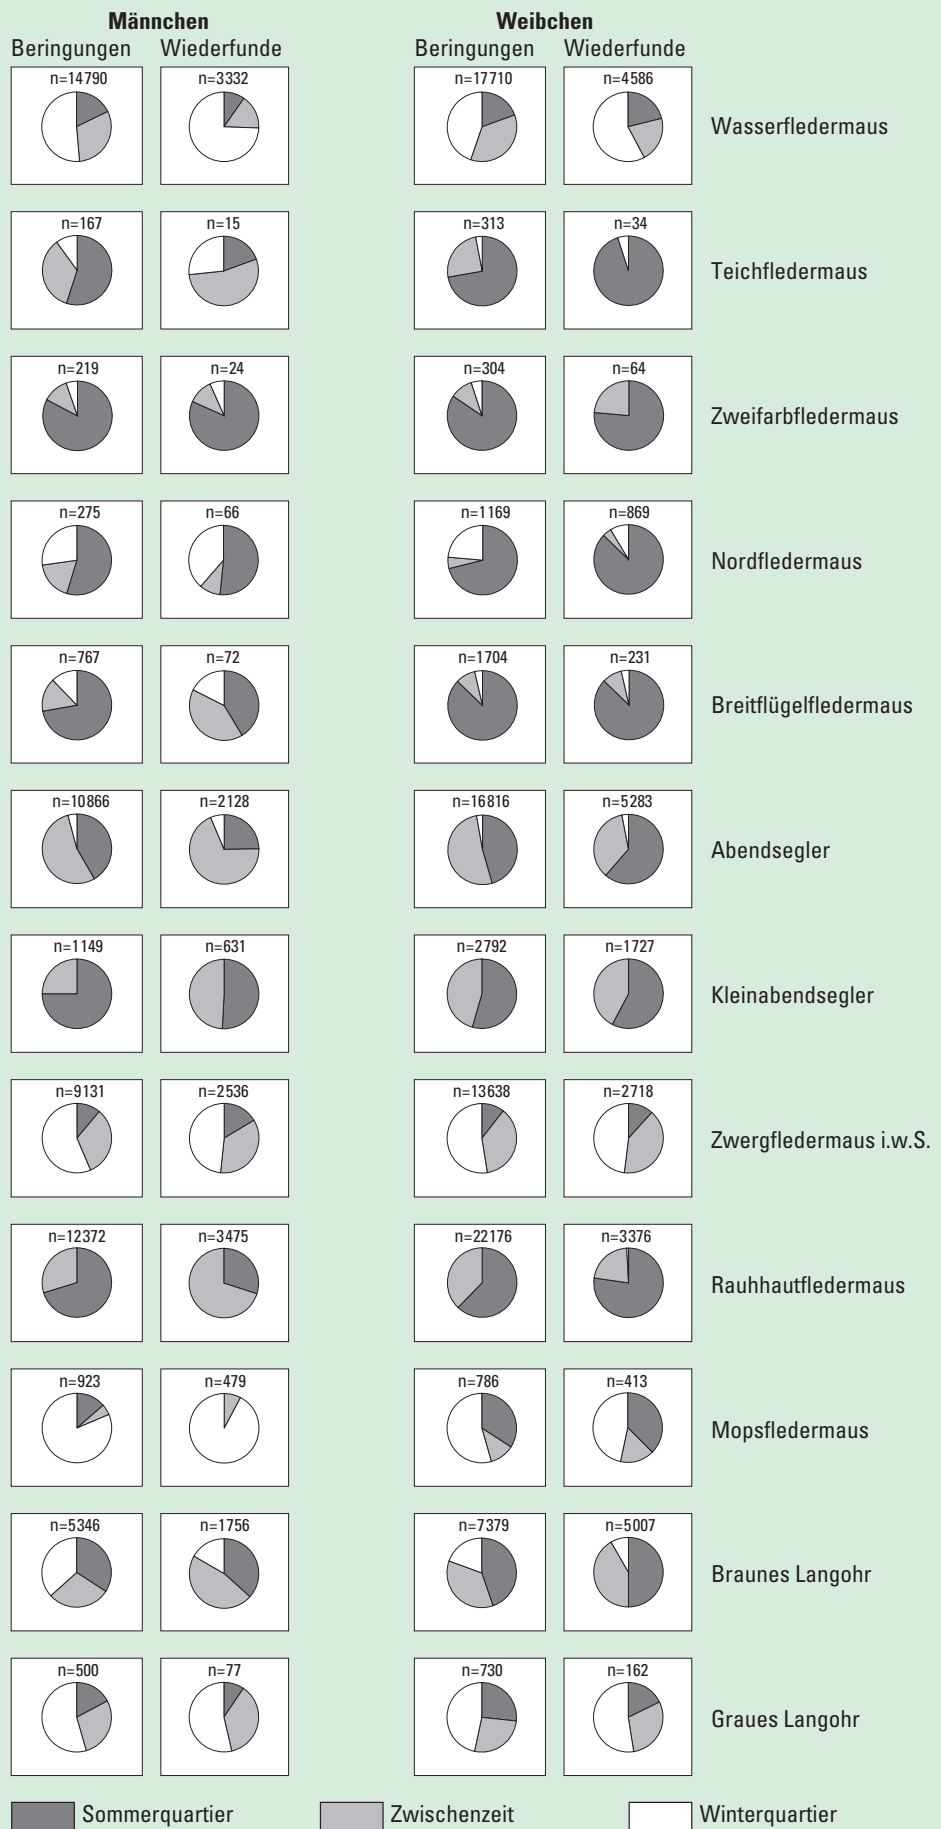 Männchen Weibchen
Beringungen Wiederfunde Beringungen Wiederfunde
n=14790 n=3332 n=17710 n=4586
Wasserfledermaus
n=167 n=15 n=313 n=34
Teichfledermaus
n=219 n=24 n=304 n=64
Zweifarbfledermaus
n=275 n=66 n=1169 n=869
Nordfledermaus
n=767 n=72 n=1704 n=231
Breitflügelfledermaus
n=10866 n=2128 n=16816 n=5283
Abendsegler
n=1149 n=631 n=2792 n=1727
Kleinabendsegler
n=9131 n=2536 n=13638 n=2718
Zwergfledermaus i.w.S.
n=12372 n=3475 n=22176 n=3376
Rauhhautfledermaus
n=923 n=479 n=786 n=413
Mopsfledermaus
n=5346 n=1756 n=7379 n=5007
Braunes Langohr
n=500 n=77 n=730 n=162
Graues Langohr
Sommerquartier Zwischenzeit Winterquartier